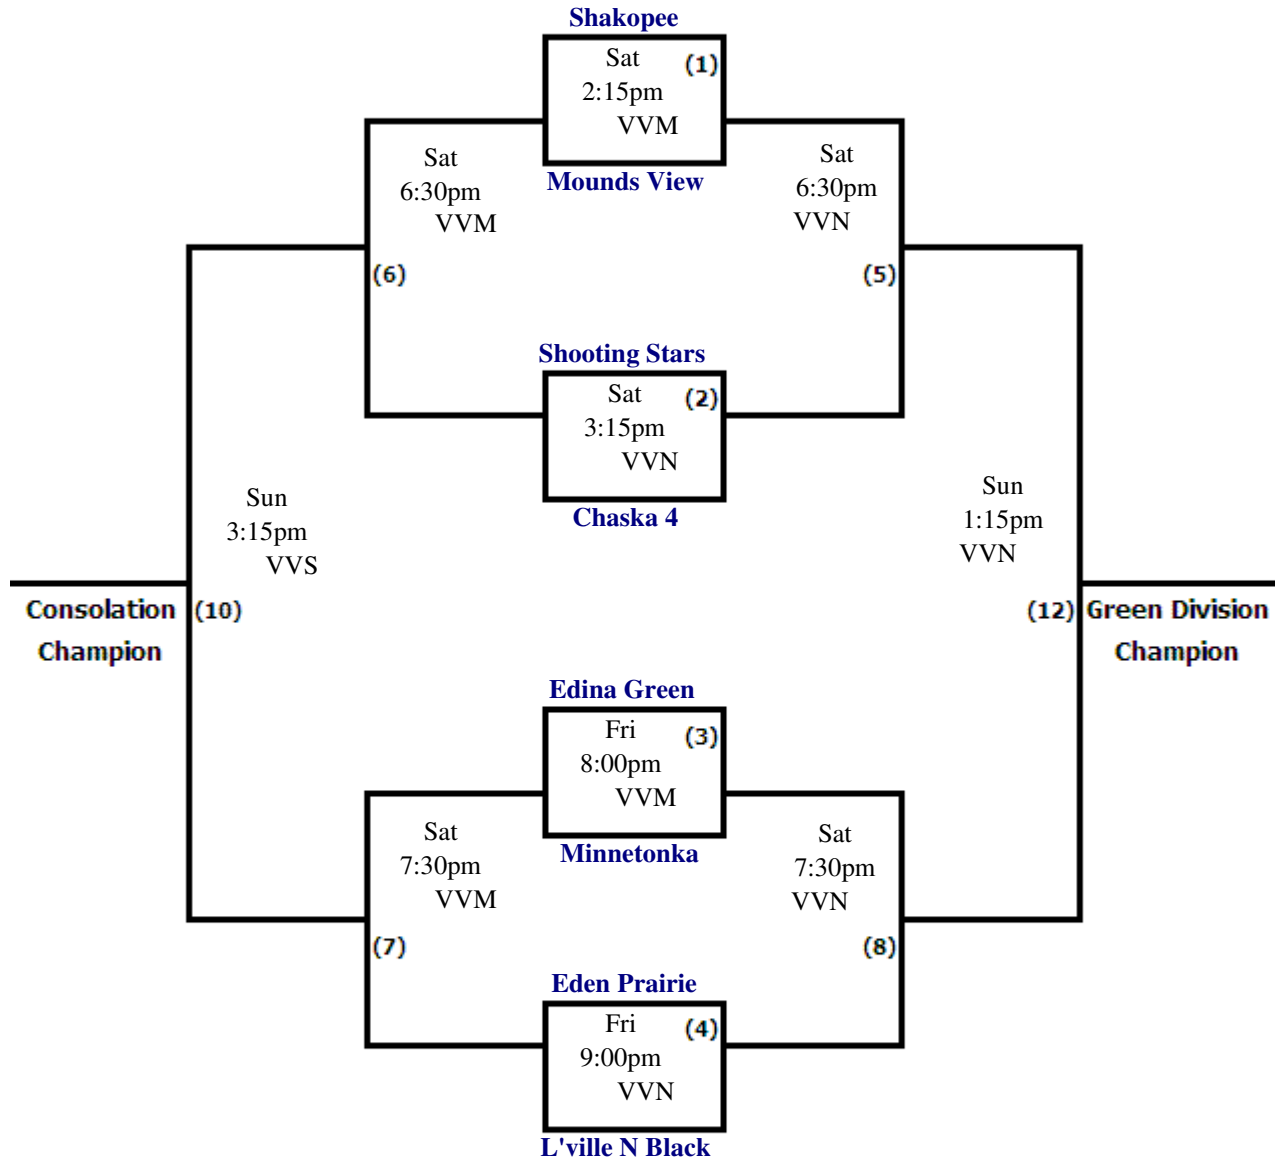 Shakopee
Sat (1)
2:15pm
VVM
Mounds View
Sat
6:30pm
VVM
(6)
Sat
6:30pm
VVN
(5)
Shooting Stars
Sat (2)
3:15pm
VVN
Chaska 4
Sun
3:15pm
VVS
Consolation (10)
Champion
Sun
1:15pm
VVN
(12) Green Division
Champion
Edina Green
Fri (3)
8:00pm
VVM
Minnetonka
Sat
7:30pm
VVM
(7)
Sat
7:30pm
VVN
(8)
Eden Prairie
Fri (4)
9:00pm
VVN
L'ville N Black